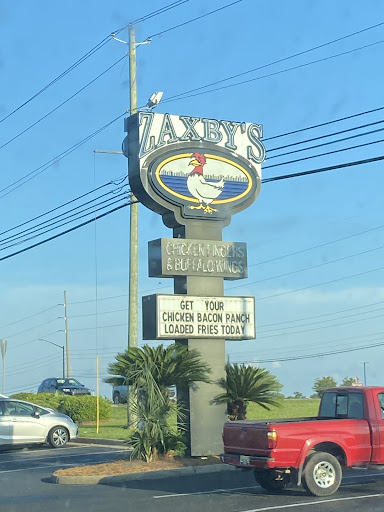 ZAXBY'S
CHICKEN FINGERS
& BUFFALO WINGS
GET YOUR
CHICKEN BACON RANCH
LOADED FRIES TODAY